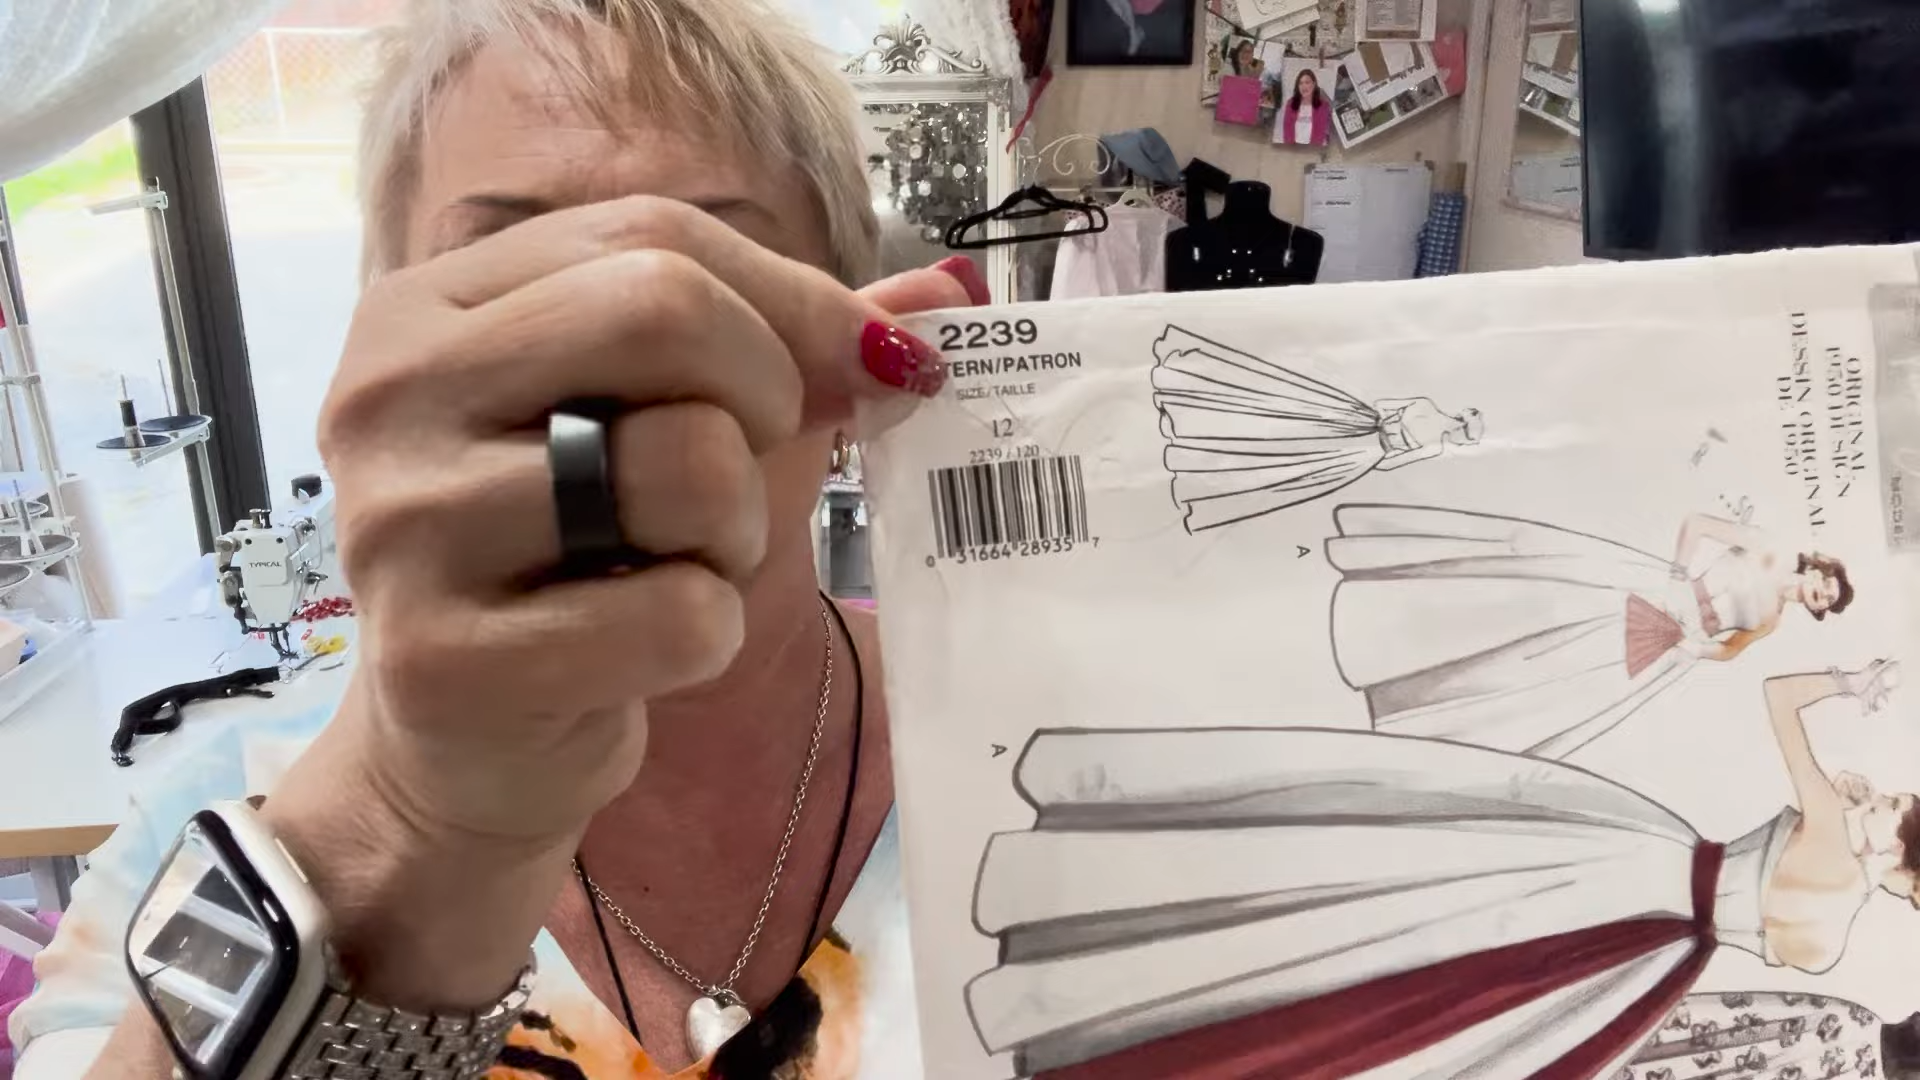 2239
TERN/PATRON
SIZE/TAILLE
12
2239 / 120
0 31664 28935 7
A
A
ORIGINAL
1950 DESIGN
DESSIN ORIGINAL
DE 1950
TYPICAL